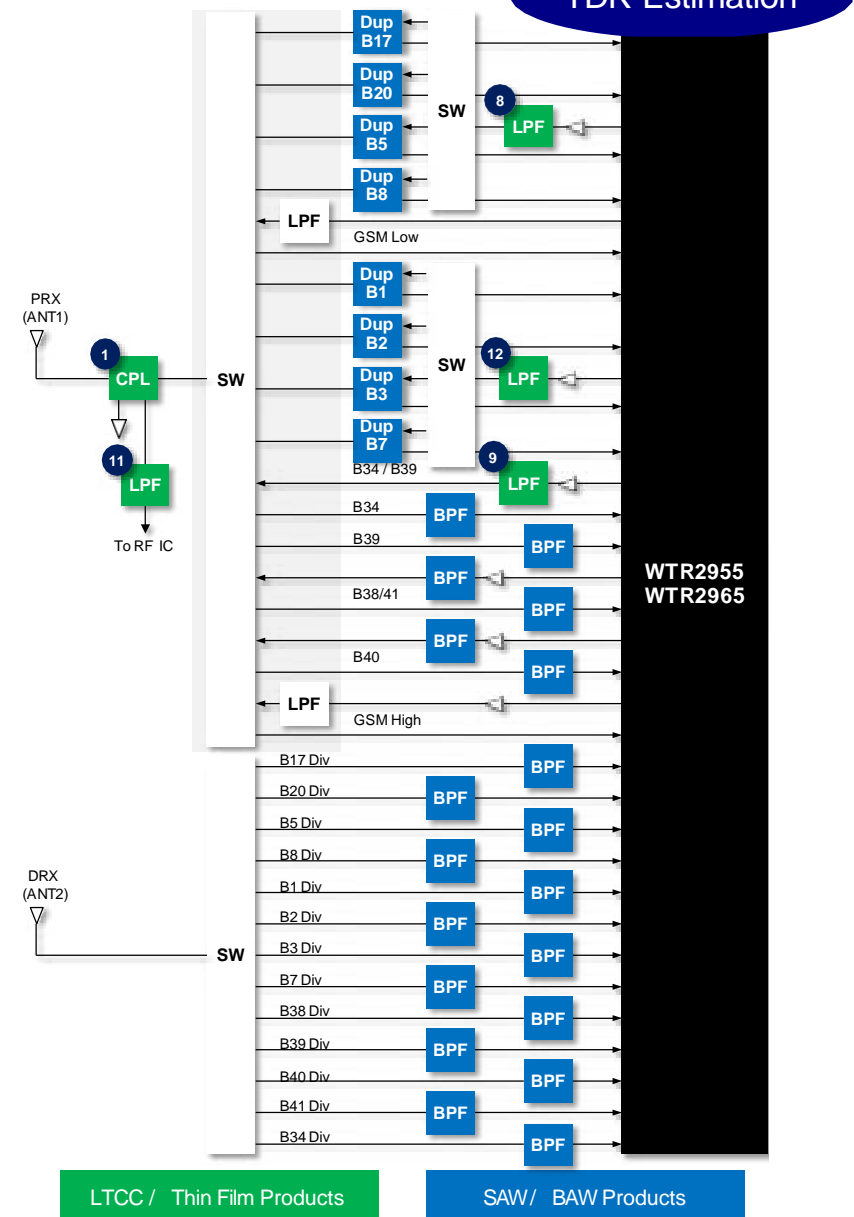 TDK Estimation
Dup
B17
Dup
B20
SW
8
LPF
Dup
B5
Dup
B8
LPF
GSM Low
Dup
B1
PRX
(ANT1)
Dup
B2
1
12
SW
CPL
SW
Dup
B3
LPF
Dup
B7
11
9
B34 / B39
LPF
LPF
B34
BPF
To RF IC
B39
BPF
WTR2955
WTR2965
BPF
B38/41
BPF
BPF
B40
BPF
LPF
GSM High
B17 Div
BPF
B20 Div
BPF
B5 Div
BPF
B8 Div
BPF
DRX
(ANT2)
B1 Div
BPF
B2 Div
BPF
B3 Div
SW
BPF
B7 Div
BPF
B38 Div
BPF
B39 Div
BPF
B40 Div
BPF
B41 Div
BPF
B34 Div
BPF
LTCC / Thin Film Products
SAW/ BAW Products